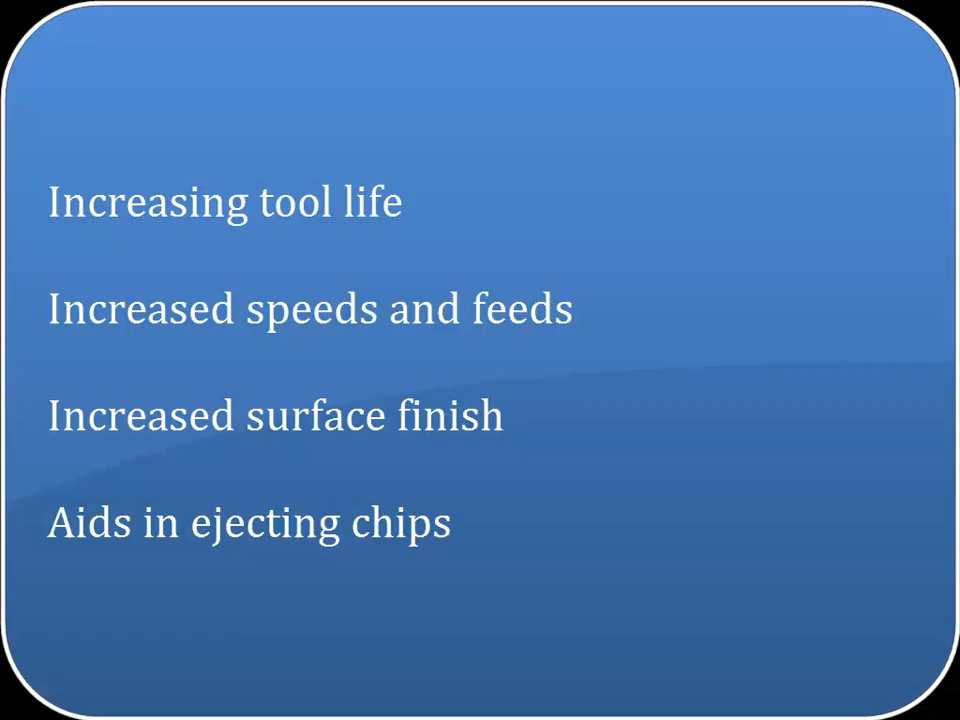 Increasing tool life
Increased speeds and feeds
Increased surface finish
Aids in ejecting chips